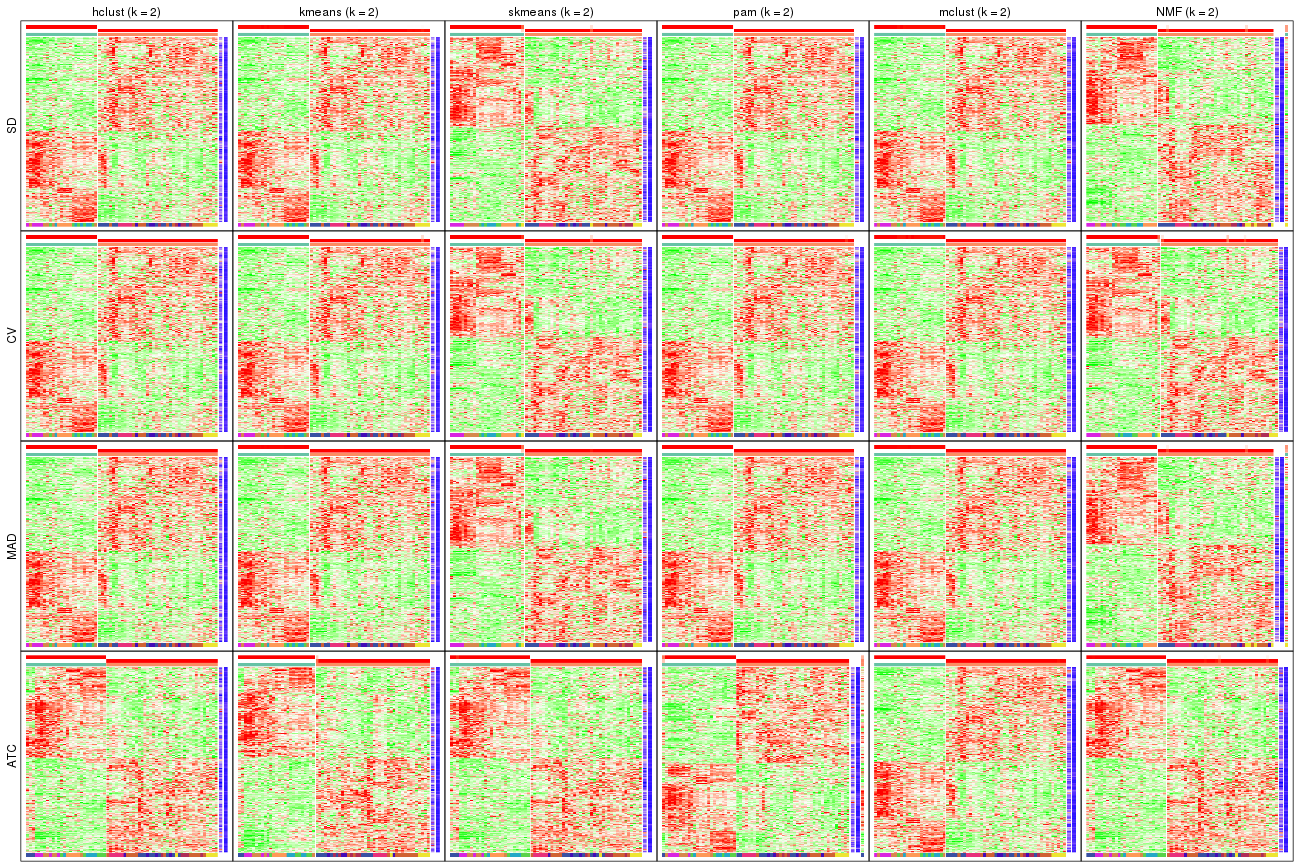 hclust (k = 2) kmeans (k = 2) skmeans (k = 2) pam (k = 2) mclust (k = 2) NMF (k = 2)
SD
CV
MAD
ATC